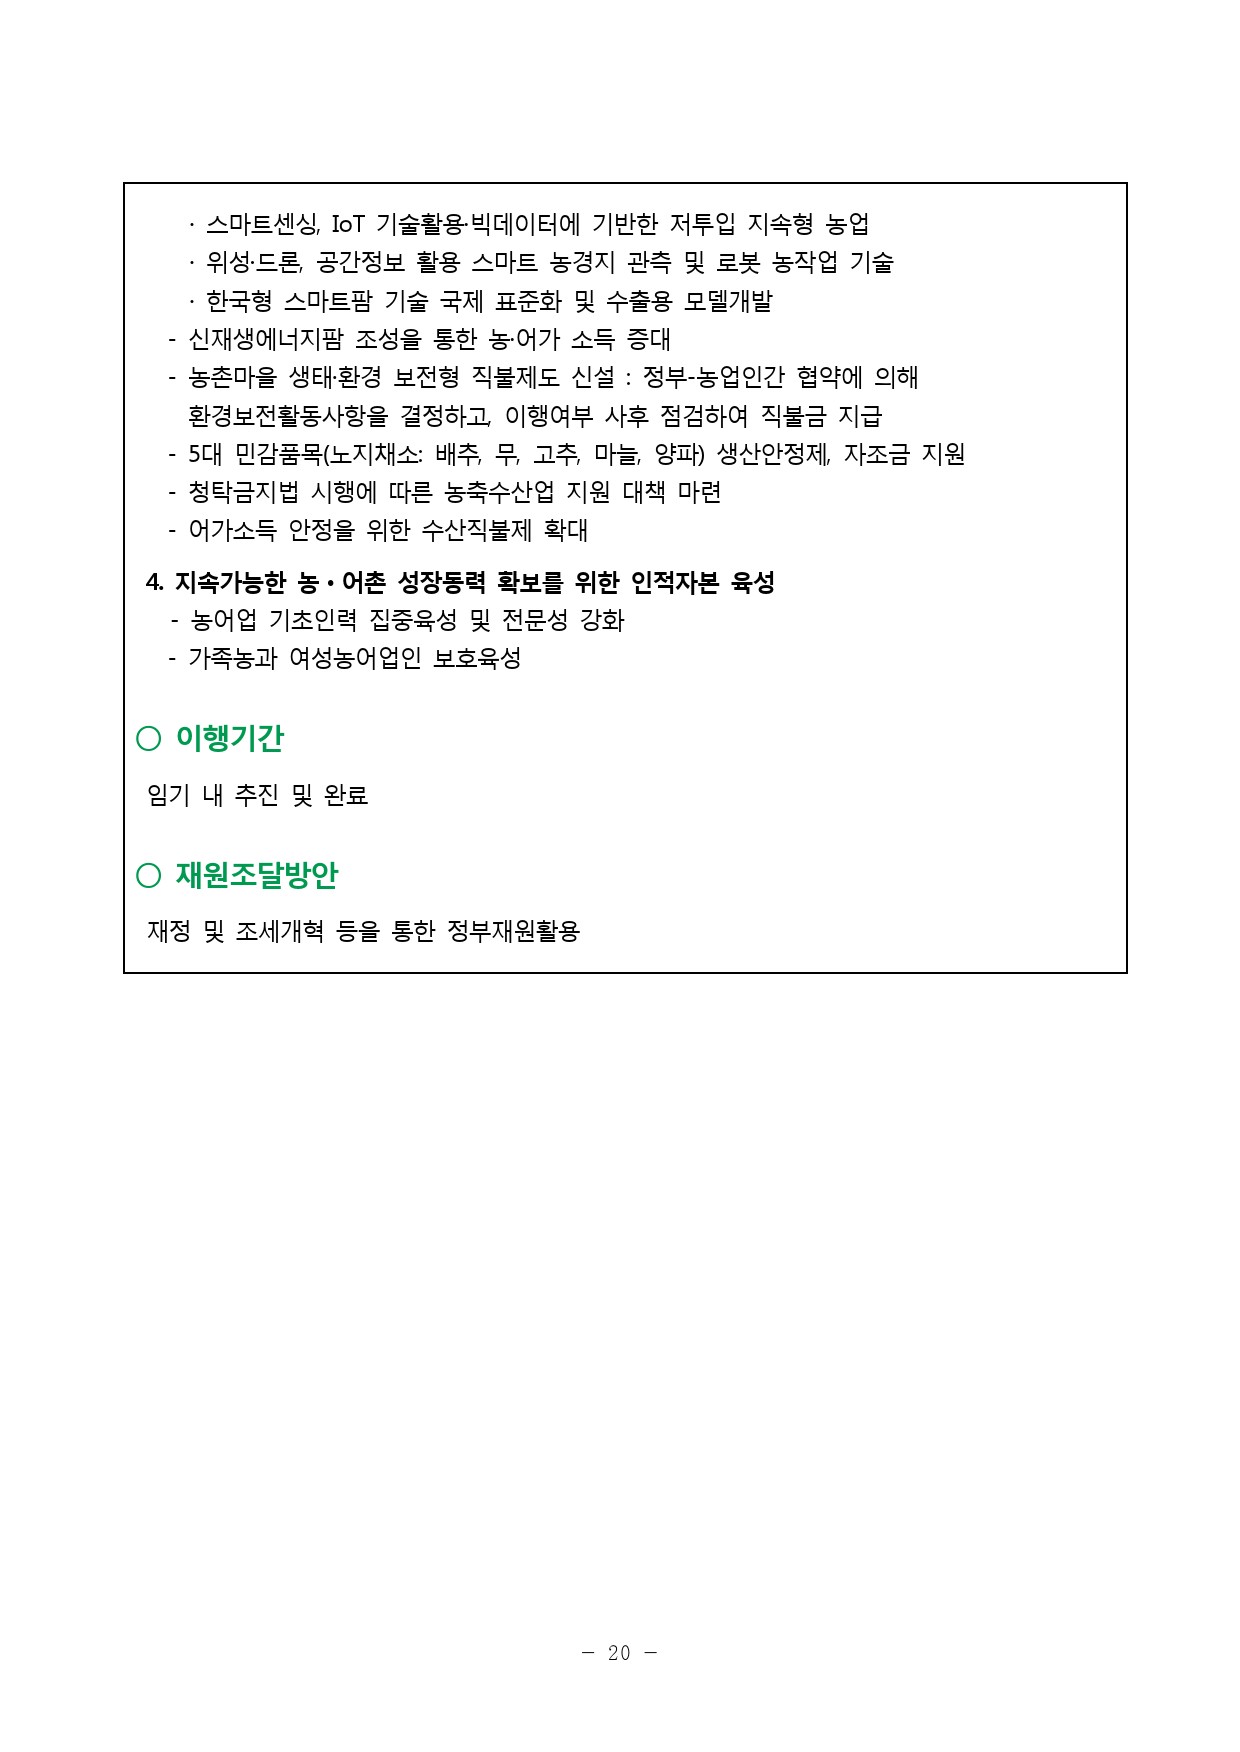 · 스마트센싱, IoT 기술활용·빅데이터에 기반한 저투입 지속형 농업
· 위성·드론, 공간정보 활용 스마트 농경지 관측 및 로봇 농작업 기술
· 한국형 스마트팜 기술 국제 표준화 및 수출용 모델개발
- 신재생에너지팜 조성을 통한 농·어가 소득 증대
- 농촌마을 생태·환경 보전형 직불제도 신설 : 정부-농업인간 협약에 의해
환경보전활동사항을 결정하고, 이행여부 사후 점검하여 직불금 지급
- 5대 민감품목(노지채소: 배추, 무, 고추, 마늘, 양파) 생산안정제, 자조금 지원
- 청탁금지법 시행에 따른 농축수산업 지원 대책 마련
- 어가소득 안정을 위한 수산직불제 확대
4. 지속가능한 농·어촌 성장동력 확보를 위한 인적자본 육성
- 농어업 기초인력 집중육성 및 전문성 강화
- 가족농과 여성농어업인 보호육성
○ 이행기간
임기 내 추진 및 완료
○ 재원조달방안
재정 및 조세개혁 등을 통한 정부재원활용
- 20 -